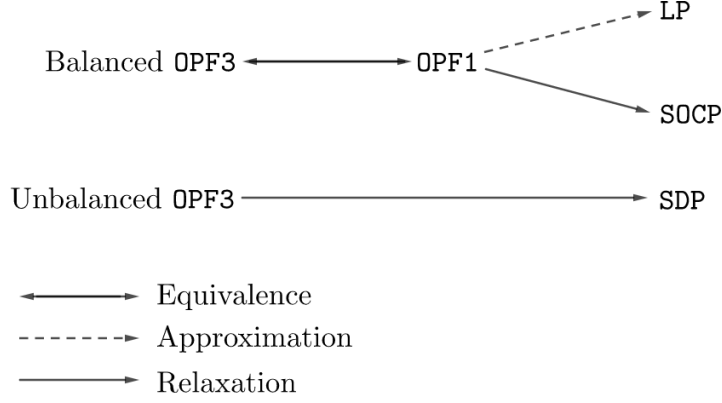 LP
Balanced OPF3 OPF1
SOCP
Unbalanced OPF3 SDP
Equivalence
Approximation
Relaxation